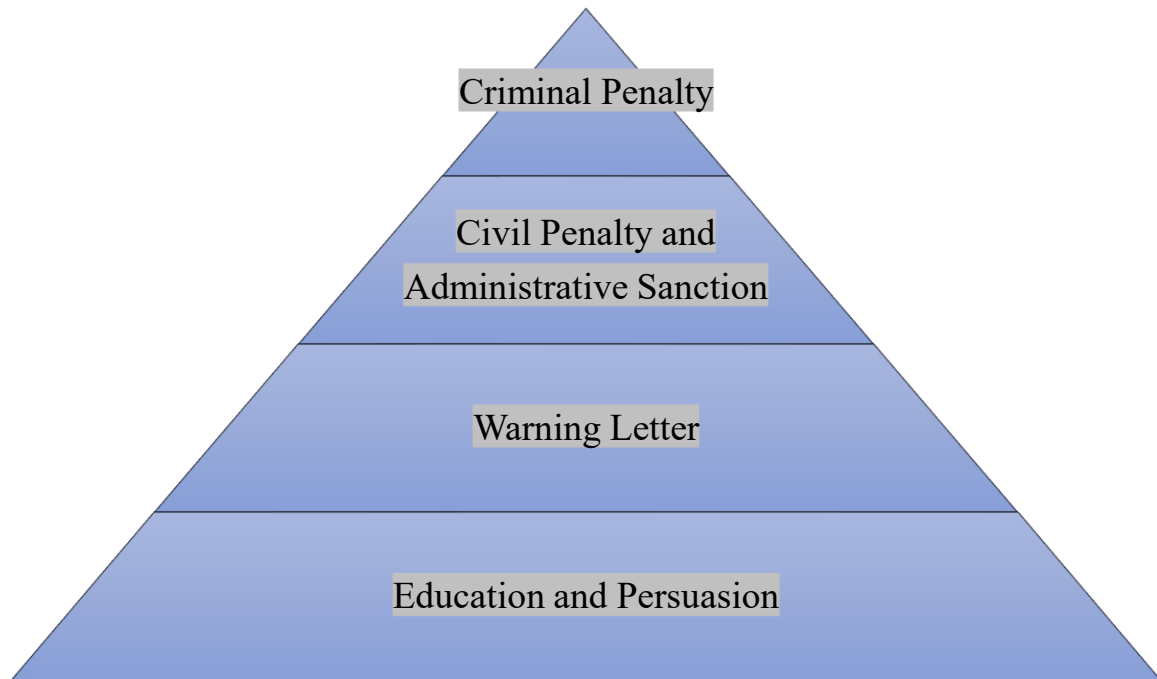 Criminal Penalty
Civil Penalty and
Administrative Sanction
Warning Letter
Education and Persuasion